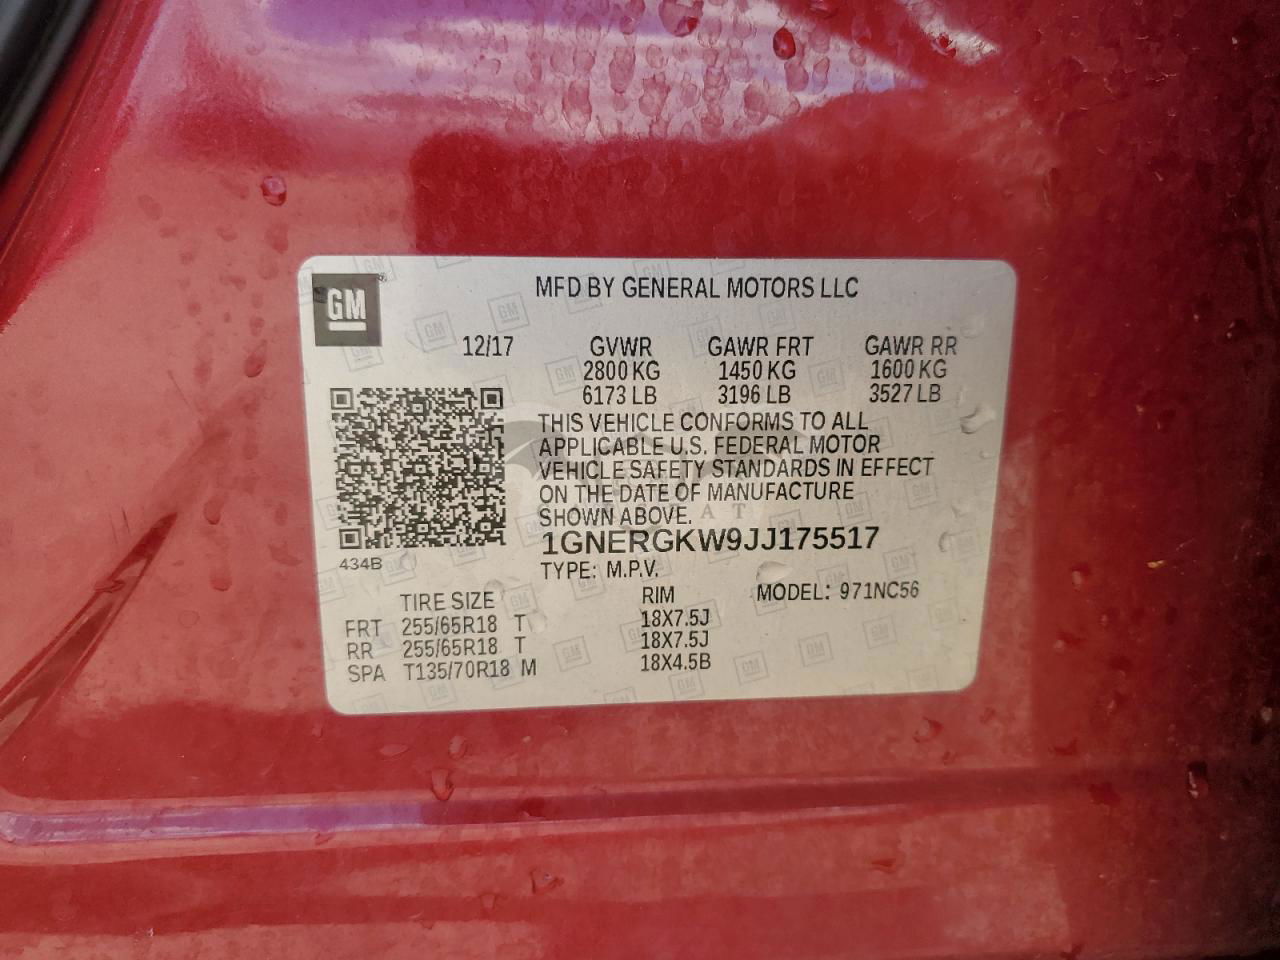 GM
MFD BY GENERAL MOTORS LLC
12/17 GVWR GAWR FRT GAWR RR
2800 KG 1450 KG 1600 KG
6173 LB 3196 LB 3527 LB
THIS VEHICLE CONFORMS TO ALL
APPLICABLE U.S. FEDERAL MOTOR
VEHICLE SAFETY STANDARDS IN EFFECT
ON THE DATE OF MANUFACTURE
SHOWN ABOVE.
1GNERGKW9JJ175517
434B
TYPE: M.P.V.
TIRE SIZE RIM MODEL: 971NC56
FRT 255/65R18 T 18X7.5J
RR 255/65R18 T 18X7.5J
SPA T135/70R18 M 18X4.5B